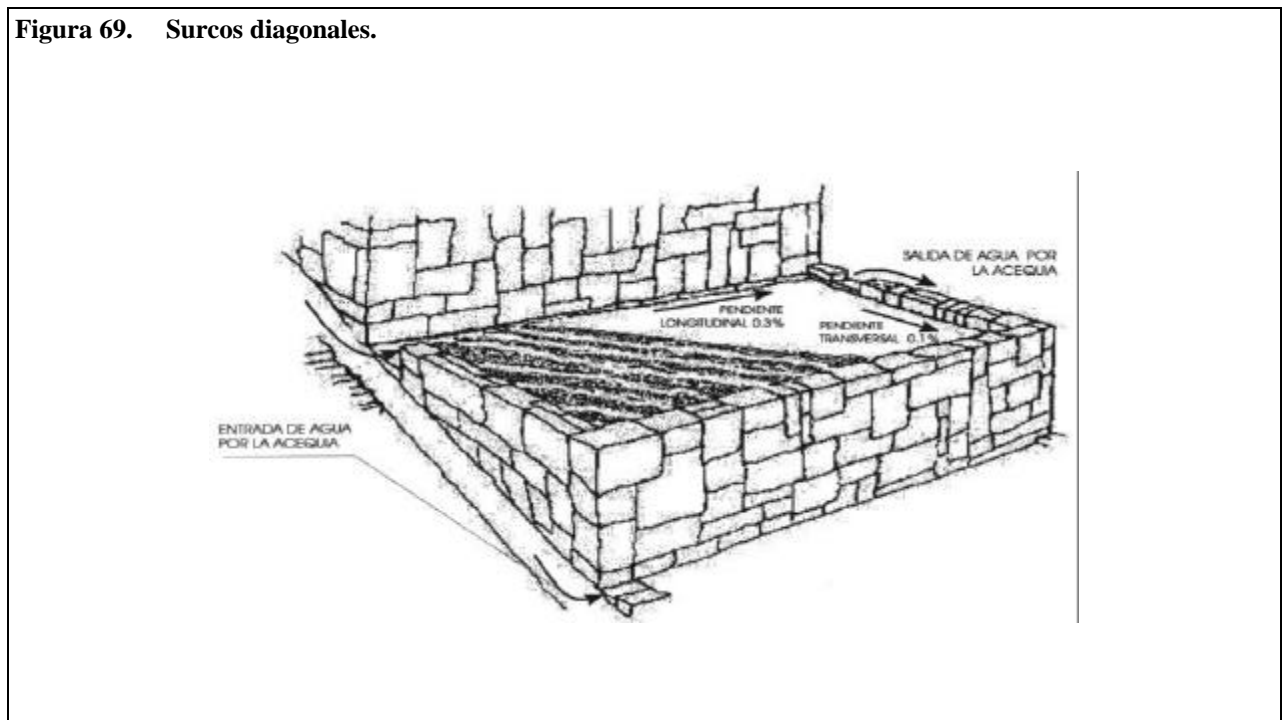 Figura 69. Surcos diagonales.
SALIDA DE AGUA POR
LA ACEQUIA
PENDIENTE
LONGITUDINAL 0.3%
PENDIENTE
TRANSVERSAL 0.1%
ENTRADA DE AGUA
POR LA ACEQUIA